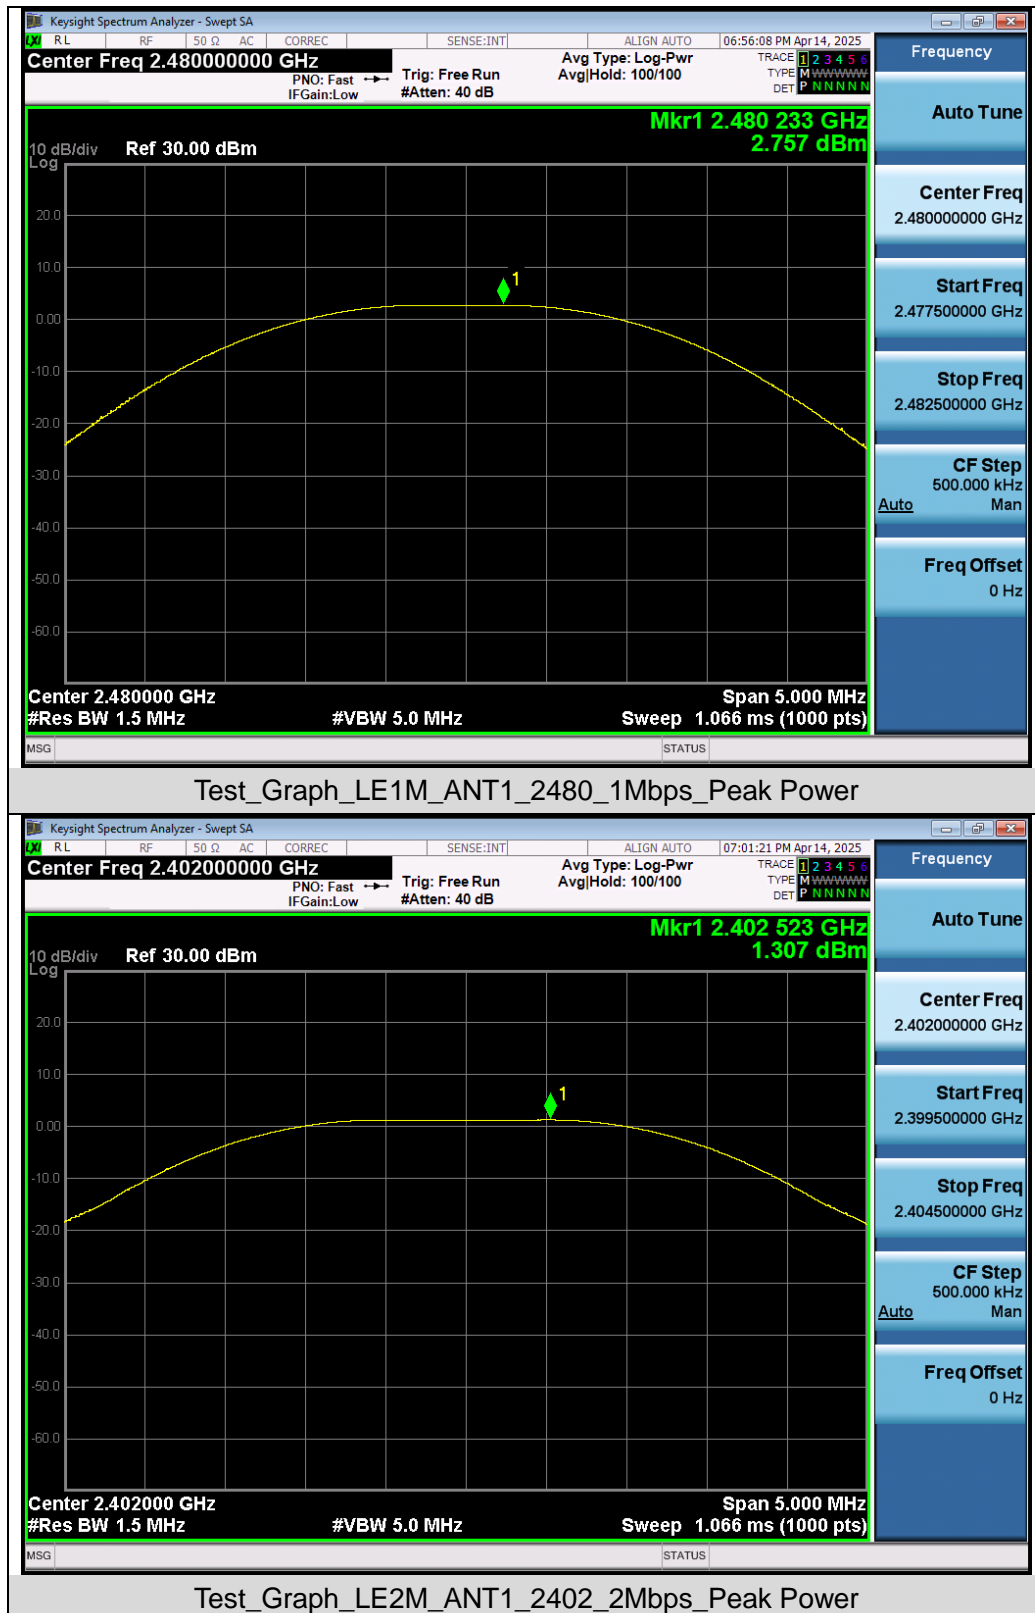 Keysight Spectrum Analyzer - Swept SA
LXI RL RF 50 Ω AC CORREC SENSE:INT ALIGN AUTO 06:56:08 PM Apr 14, 2025
Center Freq 2.480000000 GHz
PNO: Fast
IFGain:Low
Trig: Free Run
#Atten: 40 dB
Avg Type: Log-Pwr
Avg|Hold: 100/100
TRACE 1 2 3 4 5 6
TYPE M WWWWW
DET P N N N N N
Mkr1 2.480 233 GHz
2.757 dBm
10 dB/div Ref 30.00 dBm
Log
20.0
10.0
1
0.00
-10.0
-20.0
-30.0
-40.0
-50.0
-60.0
Center 2.480000 GHz Span 5.000 MHz
#Res BW 1.5 MHz #VBW 5.0 MHz Sweep 1.066 ms (1000 pts)
MSG STATUS
Frequency
Auto Tune
Center Freq
2.480000000 GHz
Start Freq
2.477500000 GHz
Stop Freq
2.482500000 GHz
CF Step
500.000 kHz
Auto Man
Freq Offset
0 Hz
Test_Graph_LE1M_ANT1_2480_1Mbps_Peak Power
Keysight Spectrum Analyzer - Swept SA
LXI RL RF 50 Ω AC CORREC SENSE:INT ALIGN AUTO 07:01:21 PM Apr 14, 2025
Center Freq 2.402000000 GHz
PNO: Fast
IFGain:Low
Trig: Free Run
#Atten: 40 dB
Avg Type: Log-Pwr
Avg|Hold: 100/100
TRACE 1 2 3 4 5 6
TYPE M WWWWW
DET P N N N N N
Mkr1 2.402 523 GHz
1.307 dBm
10 dB/div Ref 30.00 dBm
Log
20.0
10.0
1
0.00
-10.0
-20.0
-30.0
-40.0
-50.0
-60.0
Center 2.402000 GHz Span 5.000 MHz
#Res BW 1.5 MHz #VBW 5.0 MHz Sweep 1.066 ms (1000 pts)
MSG STATUS
Frequency
Auto Tune
Center Freq
2.402000000 GHz
Start Freq
2.399500000 GHz
Stop Freq
2.404500000 GHz
CF Step
500.000 kHz
Auto Man
Freq Offset
0 Hz
Test_Graph_LE2M_ANT1_2402_2Mbps_Peak Power